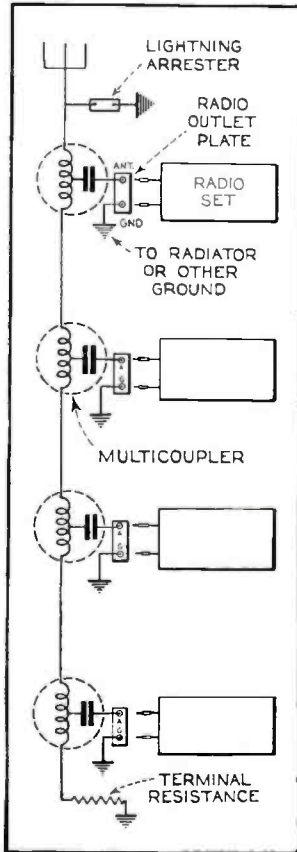 LIGHTNING
ARRESTER
RADIO
OUTLET
PLATE
ANT.
RADIO
SET
GND
TO RADIATOR
OR OTHER
GROUND
A
G
MULTICOUPLER
A
G
A
G
TERMINAL
RESISTANCE